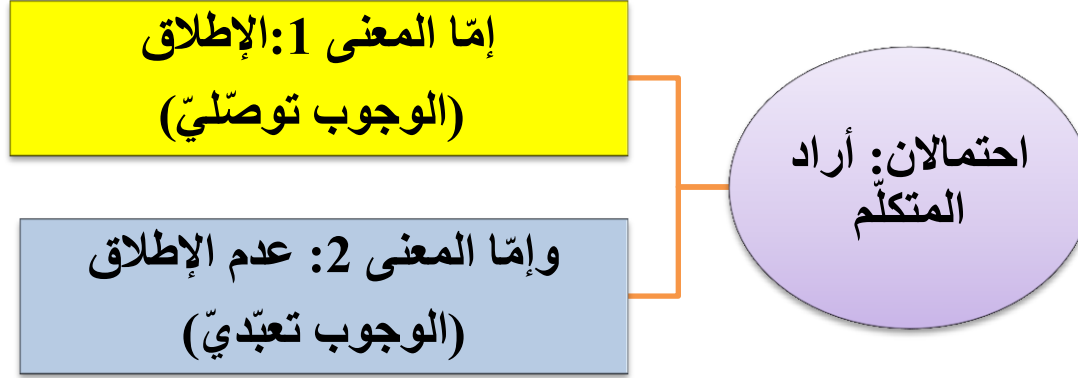 احتمالان: أراد
المتكلّم
إمّا المعنى 1:الإطلاق
(الوجوب توصّليّ)
وإمّا المعنى 2: عدم الإطلاق
(الوجوب تعبّديّ)